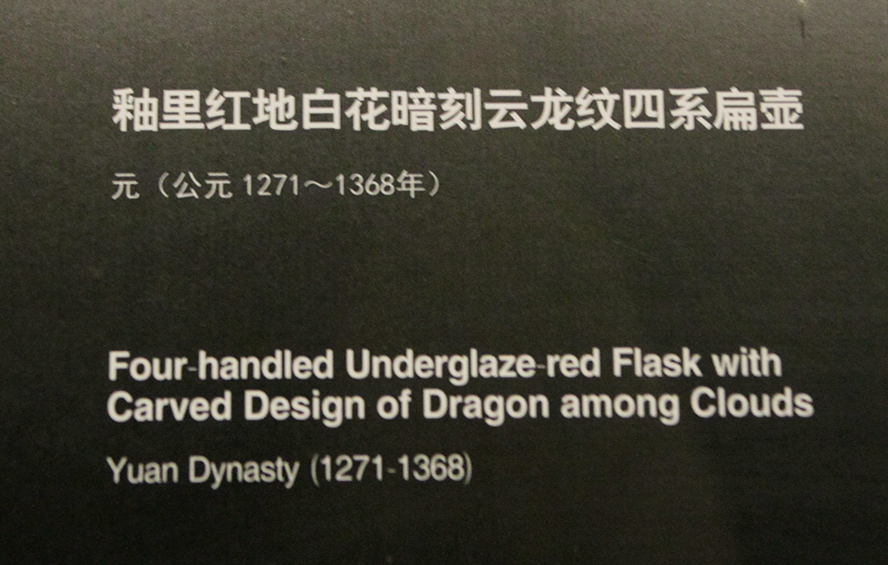 釉里红地白花暗刻云龙纹四系扁壶
元（公元 1271～1368年）
Four-handled Underglaze-red Flask with
Carved Design of Dragon among Clouds
Yuan Dynasty (1271-1368)